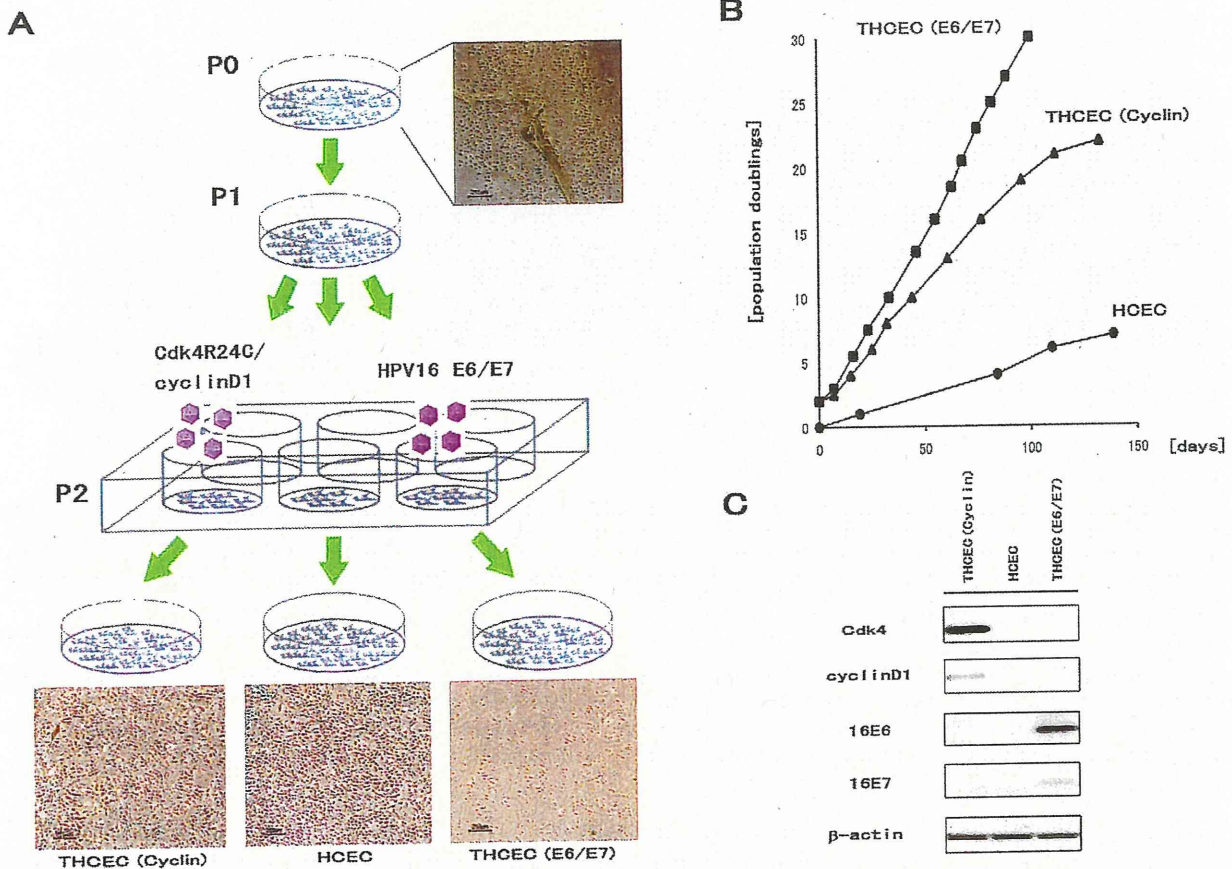 A
P0
P1
Cdk4R24C/
cyclinD1
HPV16 E6/E7
P2
THCEC (Cyclin)
HCEC
THCEC (E6/E7)
B
THCEC (E6/E7)
THCEC (Cyclin)
HCEC
[population doublings]
30
25
20
15
10
5
0
0
50
100
150
[days]
C
THCEC (Cyclin)
HCEC
THCEC (E6/E7)
Cdk4
cyclinD1
16E6
16E7
β-actin